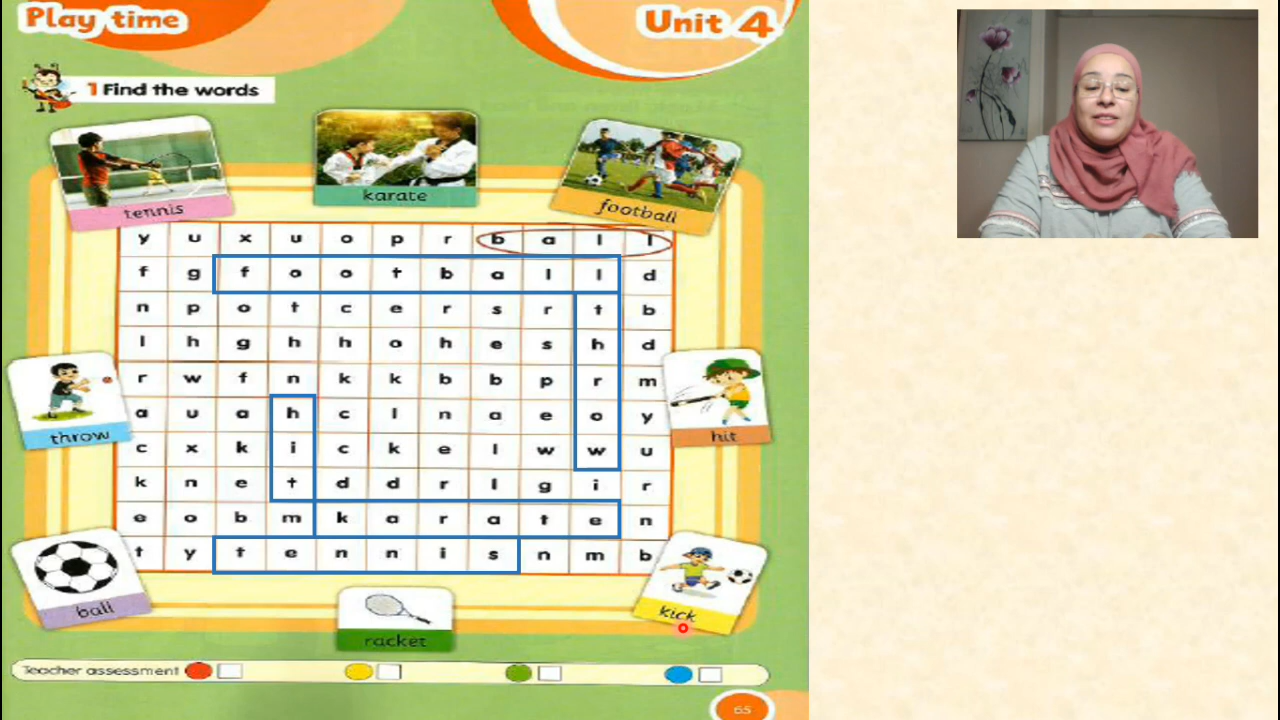 Play time
Unit 4
1 Find the words
tennis
karate
football
y u x u o p r b a l l
f g f o o t b a l l d
n p o t c e r s r t b
l h g h h o h e s h d
r w f n k k b b p r m
a u a h c l n a e o y
c x k i c k e l w w u
k n e t d d r l g i r
e o b m k a r a t e n
t y t e n n i s n m b
throw
hit
ball
kick
racket
Teacher assessment
65